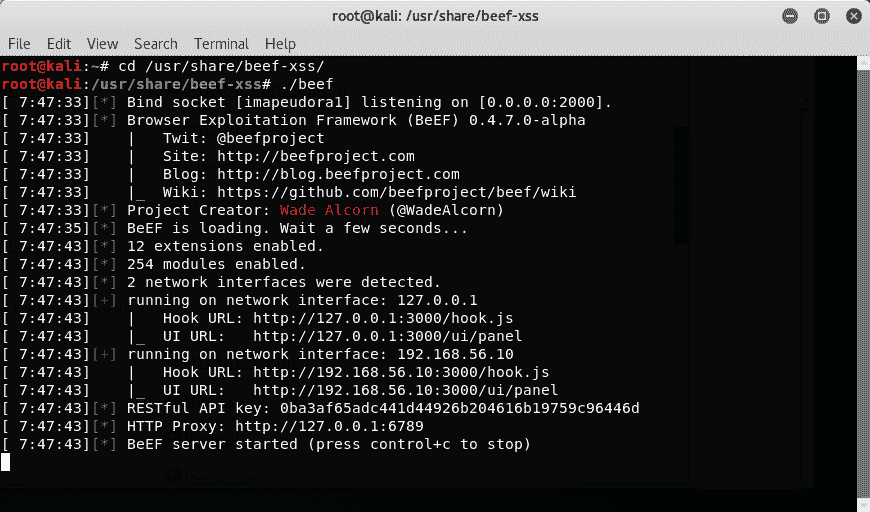 root@kali: /usr/share/beef-xss
File Edit View Search Terminal Help
root@kali:~# cd /usr/share/beef-xss/
root@kali:/usr/share/beef-xss# ./beef
[ 7:47:33][*] Bind socket [imapeudora1] listening on [0.0.0.0:2000].
[ 7:47:33][*] Browser Exploitation Framework (BeEF) 0.4.7.0-alpha
[ 7:47:33]    |   Twit: @beefproject
[ 7:47:33]    |   Site: http://beefproject.com
[ 7:47:33]    |   Blog: http://blog.beefproject.com
[ 7:47:33]    |_  Wiki: https://github.com/beefproject/beef/wiki
[ 7:47:33][*] Project Creator: Wade Alcorn (@WadeAlcorn)
[ 7:47:35][*] BeEF is loading. Wait a few seconds...
[ 7:47:43][*] 12 extensions enabled.
[ 7:47:43][*] 254 modules enabled.
[ 7:47:43][*] 2 network interfaces were detected.
[ 7:47:43][+] running on network interface: 127.0.0.1
[ 7:47:43]    |   Hook URL: http://127.0.0.1:3000/hook.js
[ 7:47:43]    |_  UI URL:   http://127.0.0.1:3000/ui/panel
[ 7:47:43][+] running on network interface: 192.168.56.10
[ 7:47:43]    |   Hook URL: http://192.168.56.10:3000/hook.js
[ 7:47:43]    |_  UI URL:   http://192.168.56.10:3000/ui/panel
[ 7:47:43][*] RESTful API key: 0ba3af65adc441d44926b204616b19759c96446d
[ 7:47:43][*] HTTP Proxy: http://127.0.0.1:6789
[ 7:47:43][*] BeEF server started (press control+c to stop)